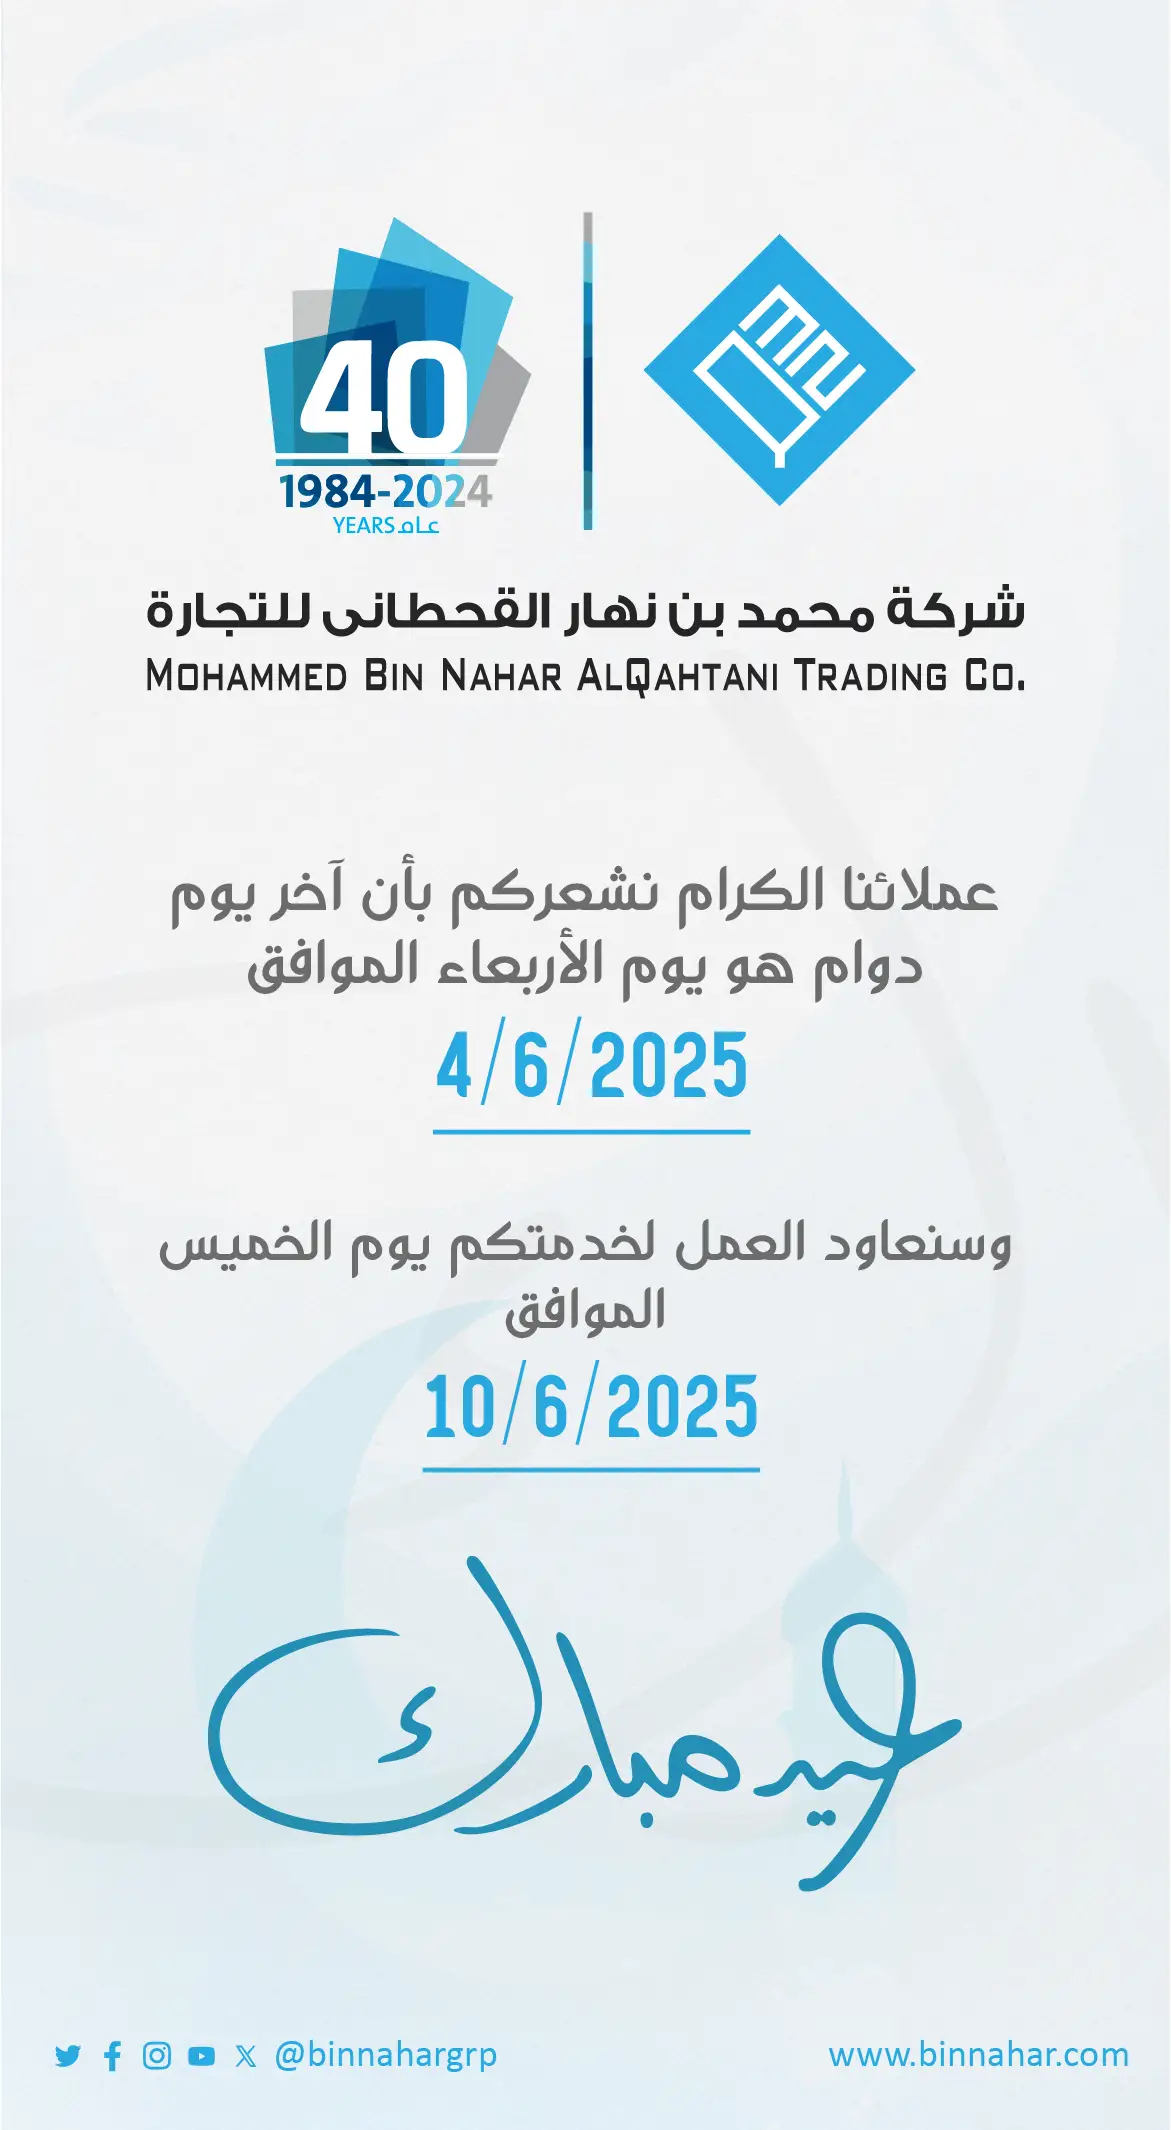 40
1984-2024
YEARS عام
شركة محمد بن نهار القحطاني للتجارة
MOHAMMED BIN NAHAR ALQAHTANI TRADING CO.
عملائنا الكرام نشعركم بأن آخر يوم
دوام هو يوم الأربعاء الموافق
4/6/2025
وسنعاود العمل لخدمتكم يوم الخميس
الموافق
10/6/2025
عيد مبارك
@binnahargrp
www.binnahar.com